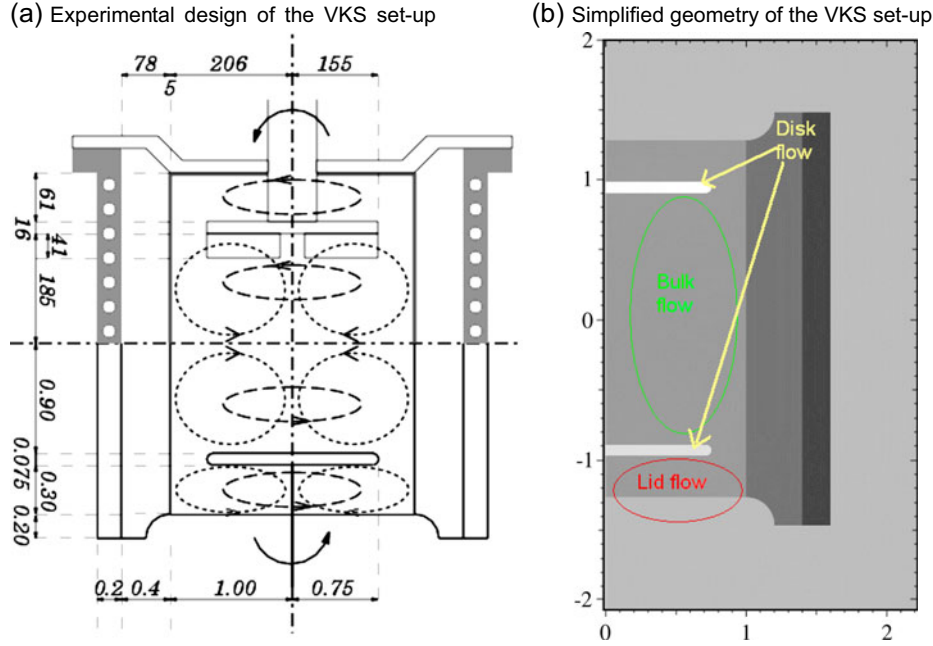 (a) Experimental design of the VKS set-up
78 206 155
5
61
16
41
185
0.90
0.075
0.30
0.20
0.2 0.4 1.00 0.75
(b) Simplified geometry of the VKS set-up
2
1
0
-1
-2
0 1 2
Disk
flow
Bulk
flow
Lid flow